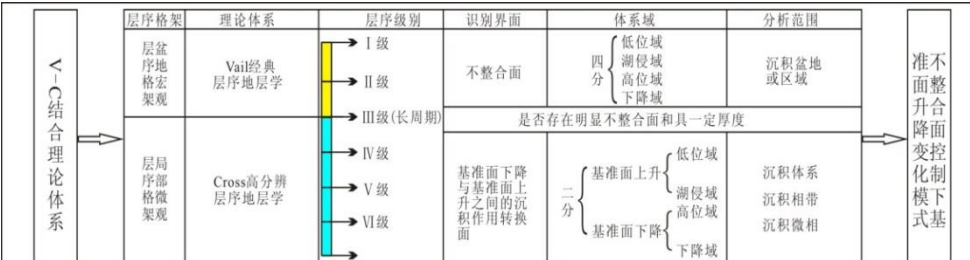 V-C结合理论体系
层序格架
理论体系
层序级别
识别界面
体系域
分析范围
盆地宏观
层序格架
Vail经典
层序地层学
Ⅰ级
Ⅱ级
Ⅲ级(长周期)
不整合面
四分
低位域
湖侵域
高位域
下降域
沉积盆地
或区域
是否存在明显不整合面和具一定厚度
局部微观
层序格架
Cross高分辨
层序地层学
Ⅳ级
Ⅴ级
Ⅵ级
基准面下降
与基准面上
升之间的沉
积作用转换
面
二分
基准面上升
低位域
湖侵域
基准面下降
高位域
下降域
沉积体系
沉积相带
沉积微相
不整合面控制下基
准面升降变化模式